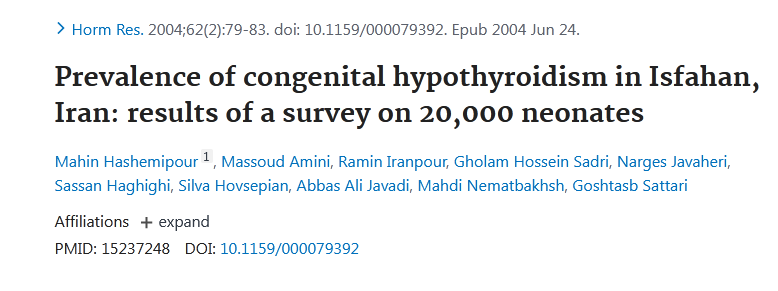 > Horm Res. 2004;62(2):79-83. doi: 10.1159/000079392. Epub 2004 Jun 24.
Prevalence of congenital hypothyroidism in Isfahan,
Iran: results of a survey on 20,000 neonates
Mahin Hashemipour 1, Massoud Amini, Ramin Iranpour, Gholam Hossein Sadri, Narges Javaheri,
Sassan Haghighi, Silva Hovsepian, Abbas Ali Javadi, Mahdi Nematbakhsh, Goshtasb Sattari
Affiliations + expand
PMID: 15237248 DOI: 10.1159/000079392